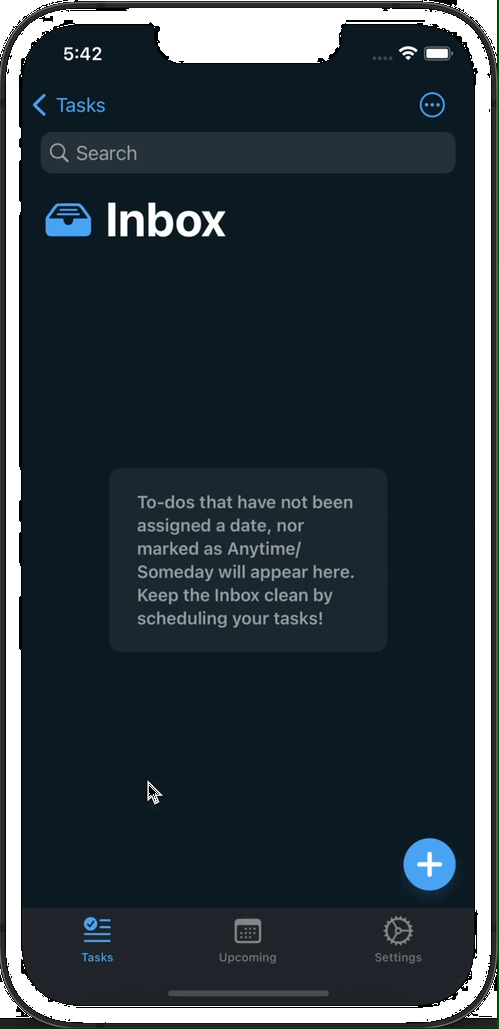 5:42
Tasks
Search
Inbox
To-dos that have not been
assigned a date, nor
marked as Anytime/
Someday will appear here.
Keep the Inbox clean by
scheduling your tasks!
Tasks
Upcoming
Settings